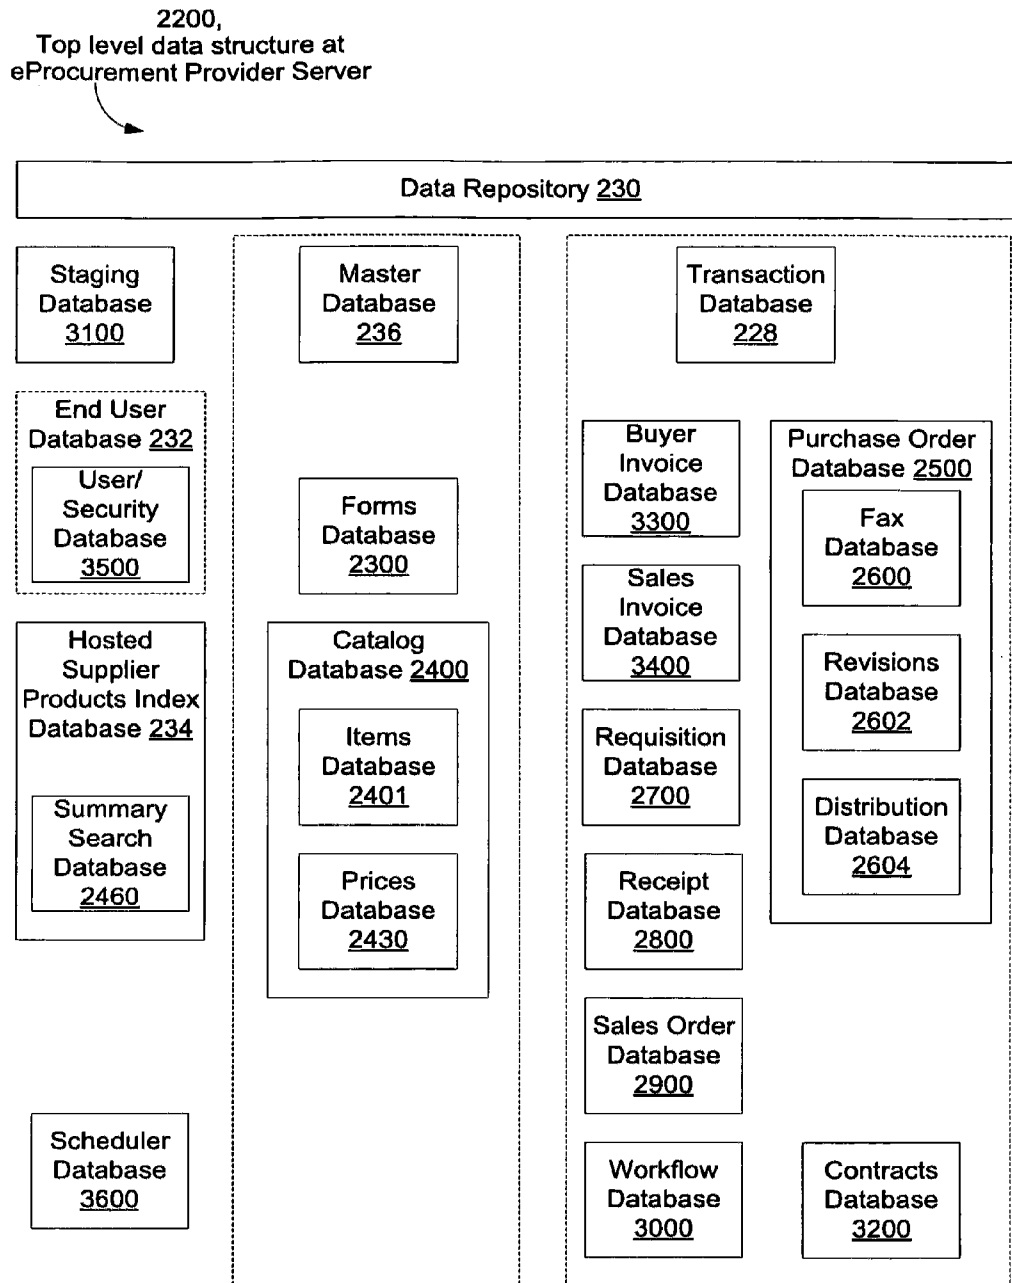 2200,
Top level data structure at
eProcurement Provider Server
Data Repository 230
Staging
Database
3100
Master
Database
236
Transaction
Database
228
End User
Database 232
User/
Security
Database
3500
Forms
Database
2300
Buyer
Invoice
Database
3300
Purchase Order
Database 2500
Fax
Database
2600
Sales
Invoice
Database
3400
Hosted
Supplier
Products Index
Database 234
Summary
Search
Database
2460
Catalog
Database 2400
Items
Database
2401
Prices
Database
2430
Requisition
Database
2700
Revisions
Database
2602
Distribution
Database
2604
Receipt
Database
2800
Sales Order
Database
2900
Scheduler
Database
3600
Workflow
Database
3000
Contracts
Database
3200